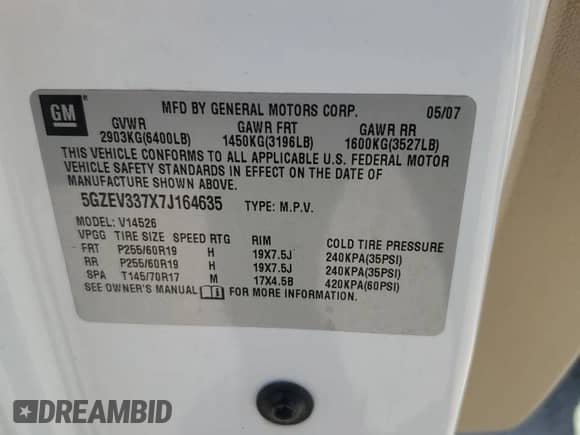 GM
®
MFD BY GENERAL MOTORS CORP. 05/07
GVWR GAWR FRT GAWR RR
2903KG(6400LB) 1450KG(3196LB) 1600KG(3527LB)
THIS VEHICLE CONFORMS TO ALL APPLICABLE U.S. FEDERAL MOTOR
VEHICLE SAFETY STANDARDS IN EFFECT ON THE DATE OF
MANUFACTURE SHOWN ABOVE.
5GZEV337X7J164635 TYPE: M.P.V.
MODEL: V14526
VPGG TIRE SIZE SPEED RTG RIM COLD TIRE PRESSURE
FRT P255/60R19 H 19X7.5J 240KPA(35PSI)
RR P255/60R19 H 19X7.5J 240KPA(35PSI)
SPA T145/70R17 M 17X4.5B 420KPA(60PSI)
SEE OWNER'S MANUAL FOR MORE INFORMATION.
DREAMBID